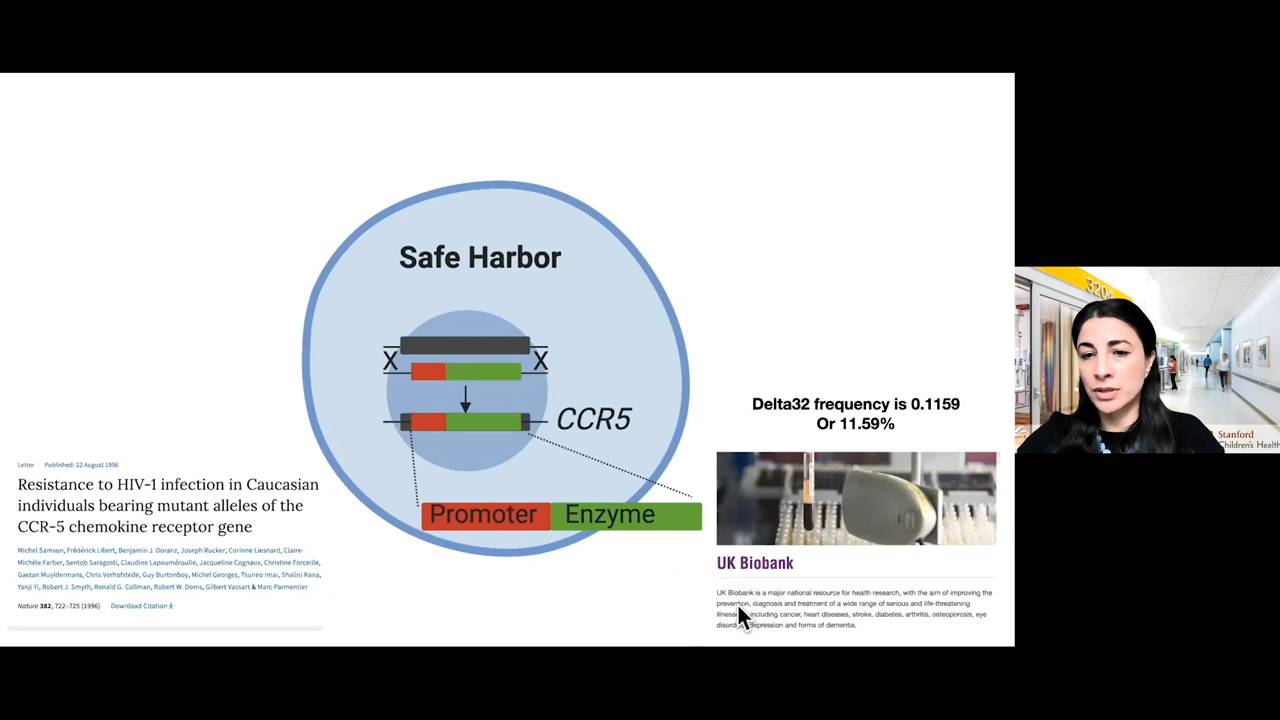 Safe Harbor
X X
CCR5
Promoter Enzyme
Letter Published: 22 August 1996
Resistance to HIV-1 infection in Caucasian
individuals bearing mutant alleles of the
CCR-5 chemokine receptor gene
Michel Samson, Frédérick Libert, Benjamin J. Doranz, Joseph Rucker, Corinne Liesnard, Claire-
Michèle Farber, Sentob Saragosti, Claudine Lapouméroulie, Jacqueline Cognaux, Christine Forceille,
Gaetan Muyldermans, Chris Verhofstede, Guy Burtonboy, Michel Georges, Tsuneo Imai, Shalini Rana,
Yanji Yi, Robert J. Smyth, Ronald G. Collman, Robert W. Doms, Gilbert Vassart & Marc Parmentier
Nature 382, 722–725 (1996) Download Citation
Delta32 frequency is 0.1159
Or 11.59%
UK Biobank
UK Biobank is a major national resource for health research, with the aim of improving the
prevention, diagnosis and treatment of a wide range of serious and life-threatening
including cancer, heart diseases, stroke, diabetes, arthritis, osteoporosis, eye
depression and forms of dementia.
320
Stanford
Children's Health